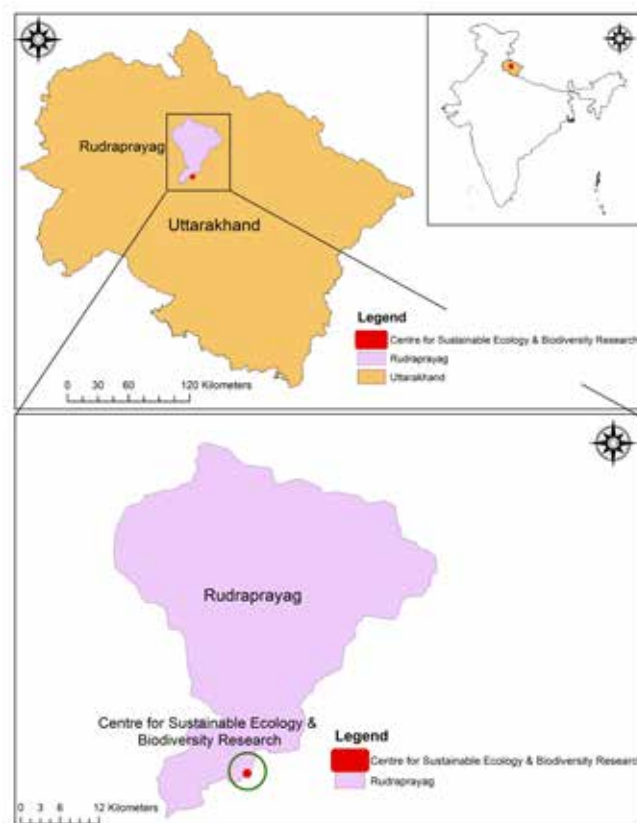 Rudraprayag
Uttarakhand
Legend
Centre for Sustainable Ecology & Biodiversity Research
Rudraprayag
Uttarakhand
0 30 60 120 Kilometers
Rudraprayag
Centre for Sustainable Ecology &
Biodiversity Research
Legend
Centre for Sustainable Ecology & Biodiversity Research
Rudraprayag
0 3 6 12 Kilometers